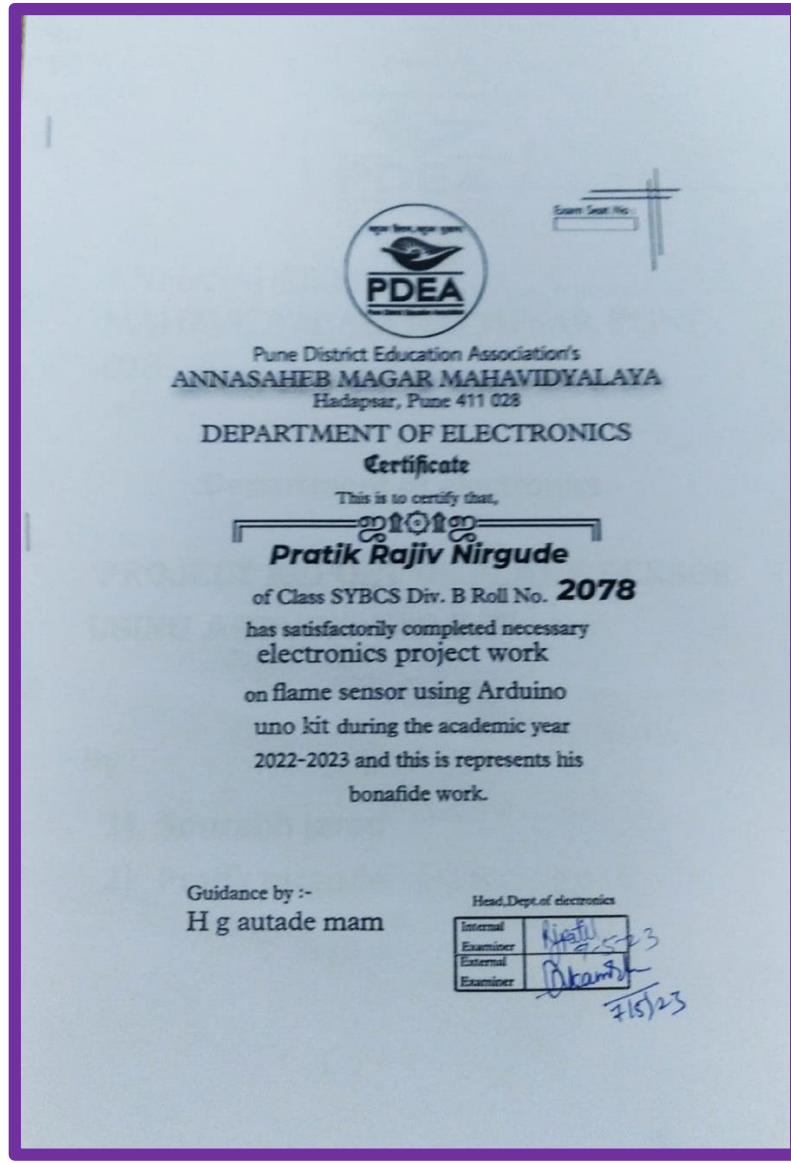 Exam Seat No :
PDEA
Pune District Education Association's
ANNASAHEB MAGAR MAHAVIDYALAYA
Hadapsar, Pune 411 028
DEPARTMENT OF ELECTRONICS
Certificate
This is to certify that,
Pratik Rajiv Nirgude
of Class SYBCS Div. B Roll No. 2078
has satisfactorily completed necessary
electronics project work
on flame sensor using Arduino
uno kit during the academic year
2022-2023 and this is represents his
bonafide work.
Guidance by :-
H g autade mam
Head,Dept.of electronics
Internal
Examiner
9-5-23
External
Examiner
7/5/23